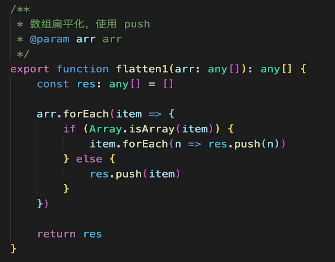 /**
 * 数组扁平化，使用 push
 * @param arr arr
 */
export function flatten1(arr: any[]): any[] {
    const res: any[] = []

    arr.forEach(item => {
        if (Array.isArray(item)) {
            item.forEach(n => res.push(n))
        } else {
            res.push(item)
        }
    })

    return res
}